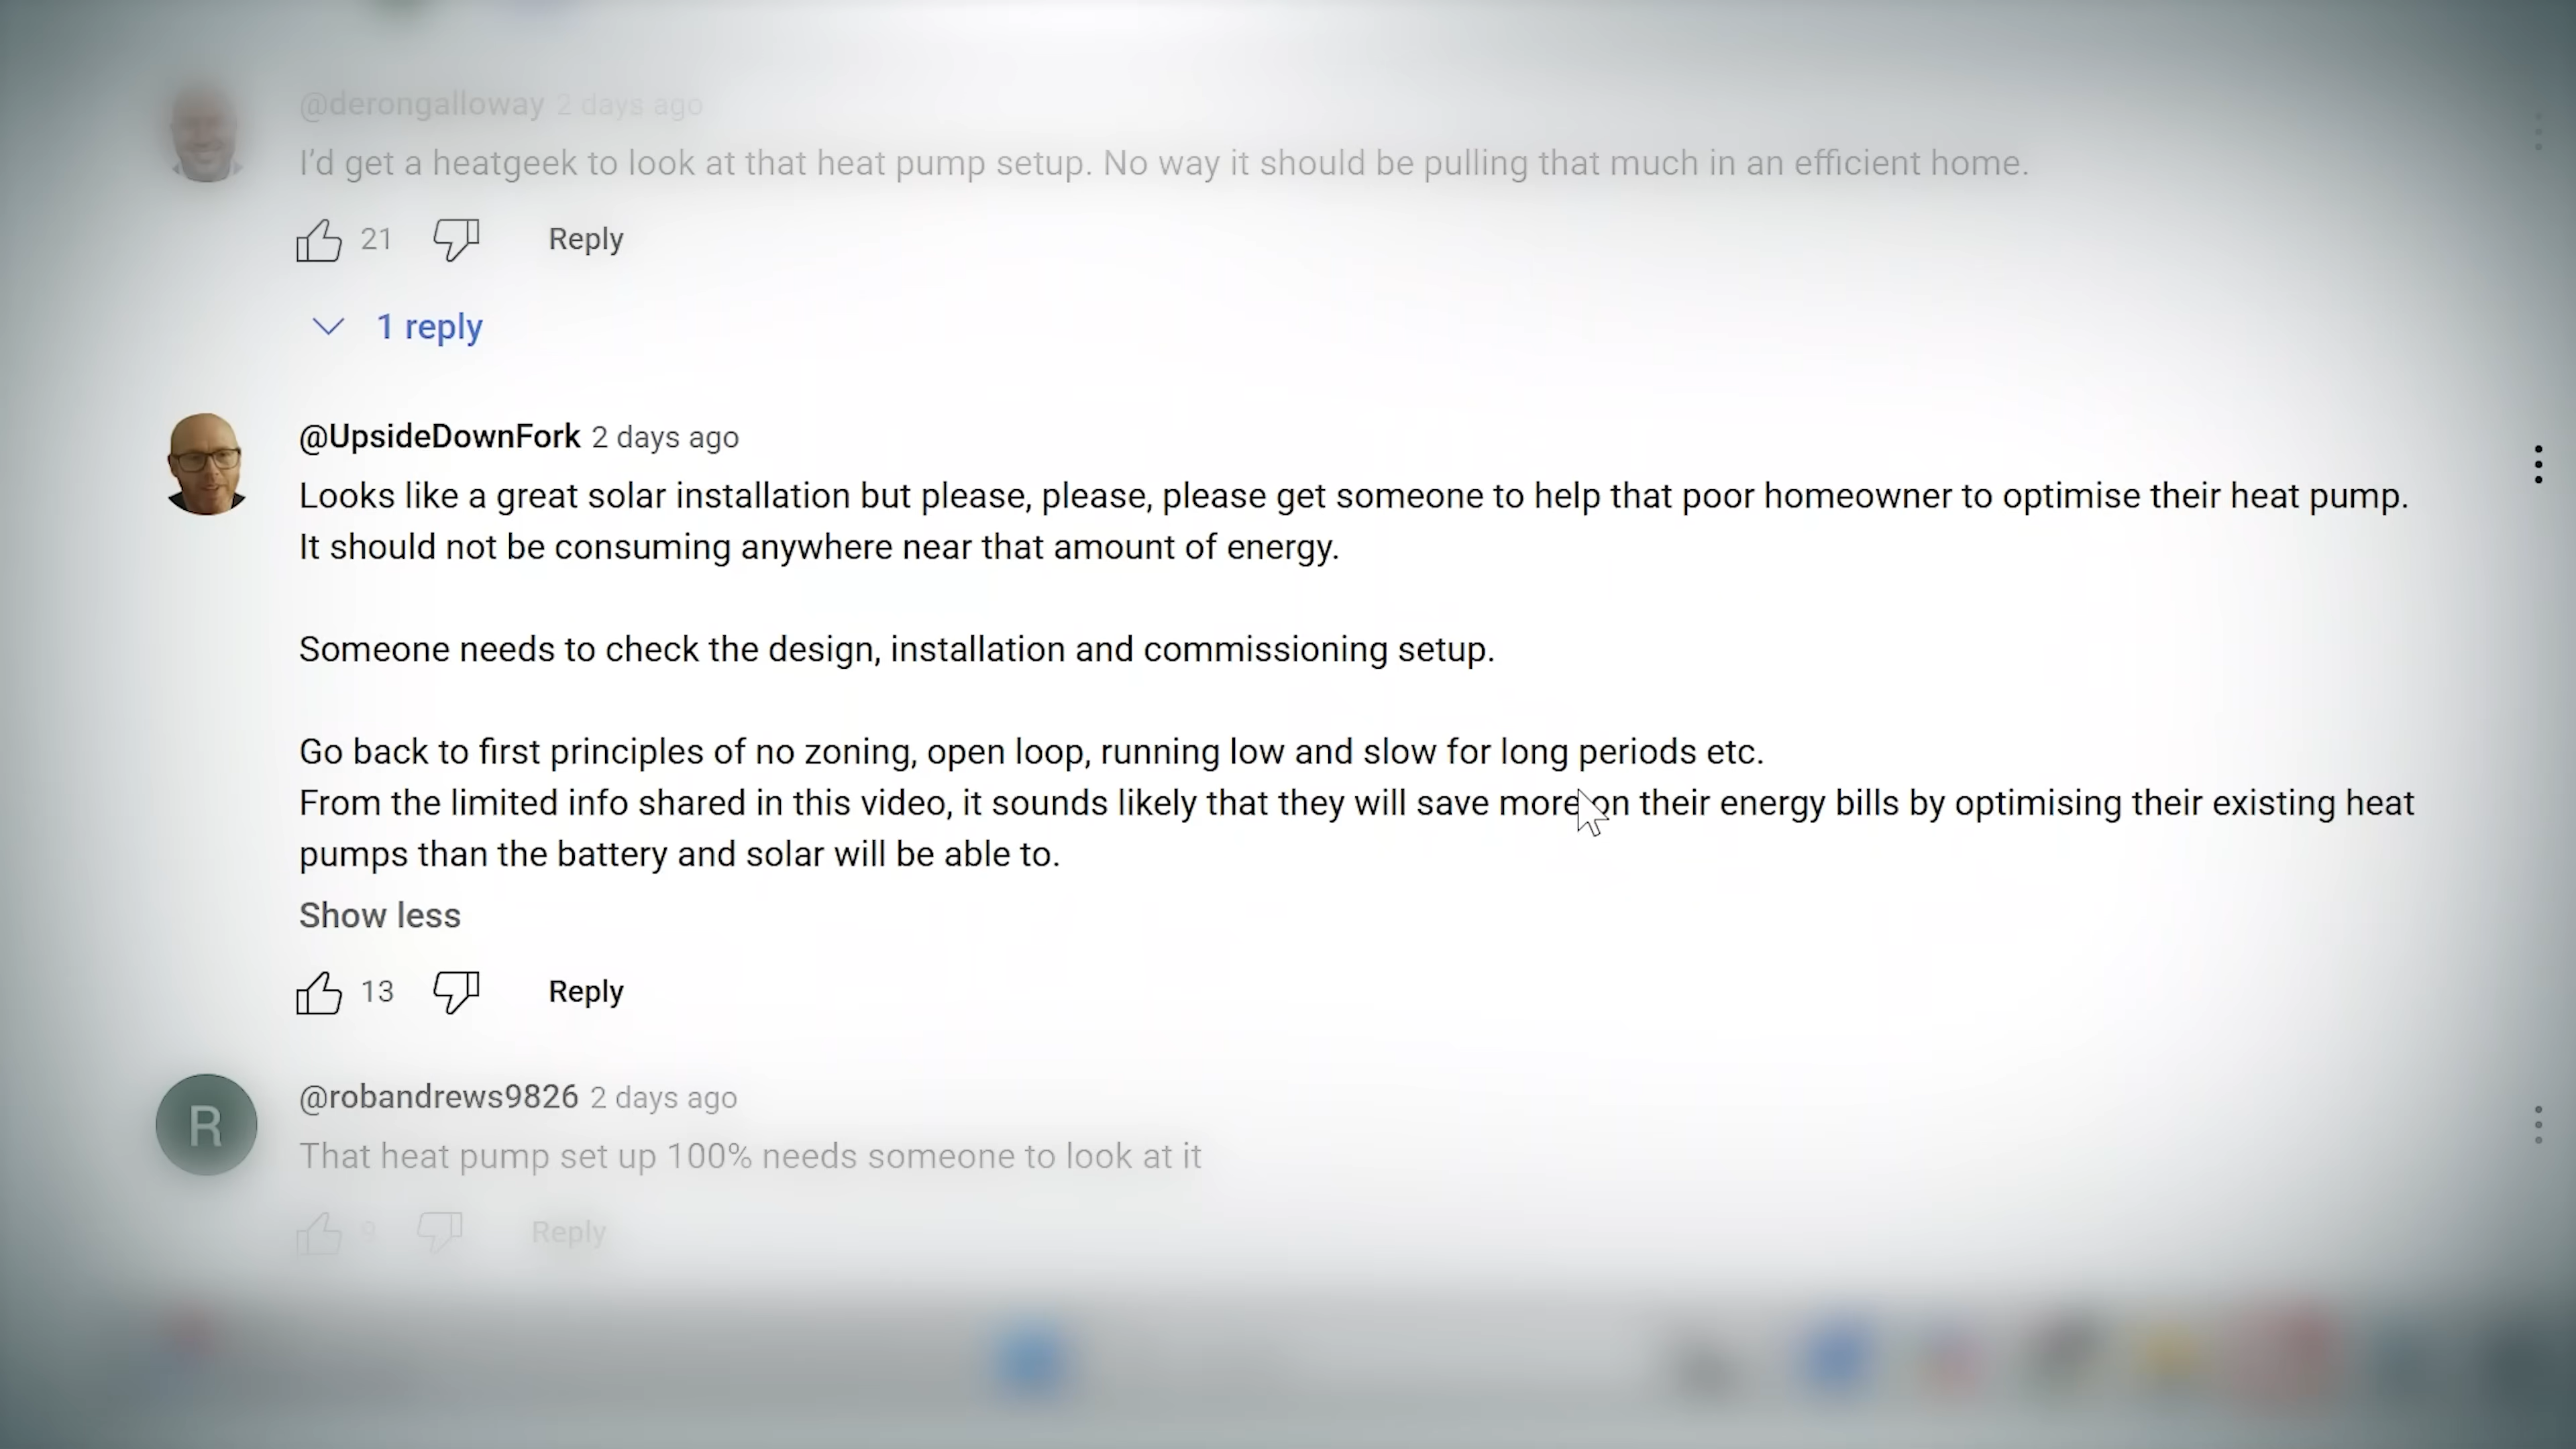 @derongalloway 2 days ago
I'd get a heatgeek to look at that heat pump setup. No way it should be pulling that much in an efficient home.
21 Reply
1 reply
@UpsideDownFork 2 days ago
Looks like a great solar installation but please, please, please get someone to help that poor homeowner to optimise their heat pump.
It should not be consuming anywhere near that amount of energy.
Someone needs to check the design, installation and commissioning setup.
Go back to first principles of no zoning, open loop, running low and slow for long periods etc.
From the limited info shared in this video, it sounds likely that they will save more on their energy bills by optimising their existing heat
pumps than the battery and solar will be able to.
Show less
13 Reply
R
@robandrews9826 2 days ago
That heat pump set up 100% needs someone to look at it
9 Reply